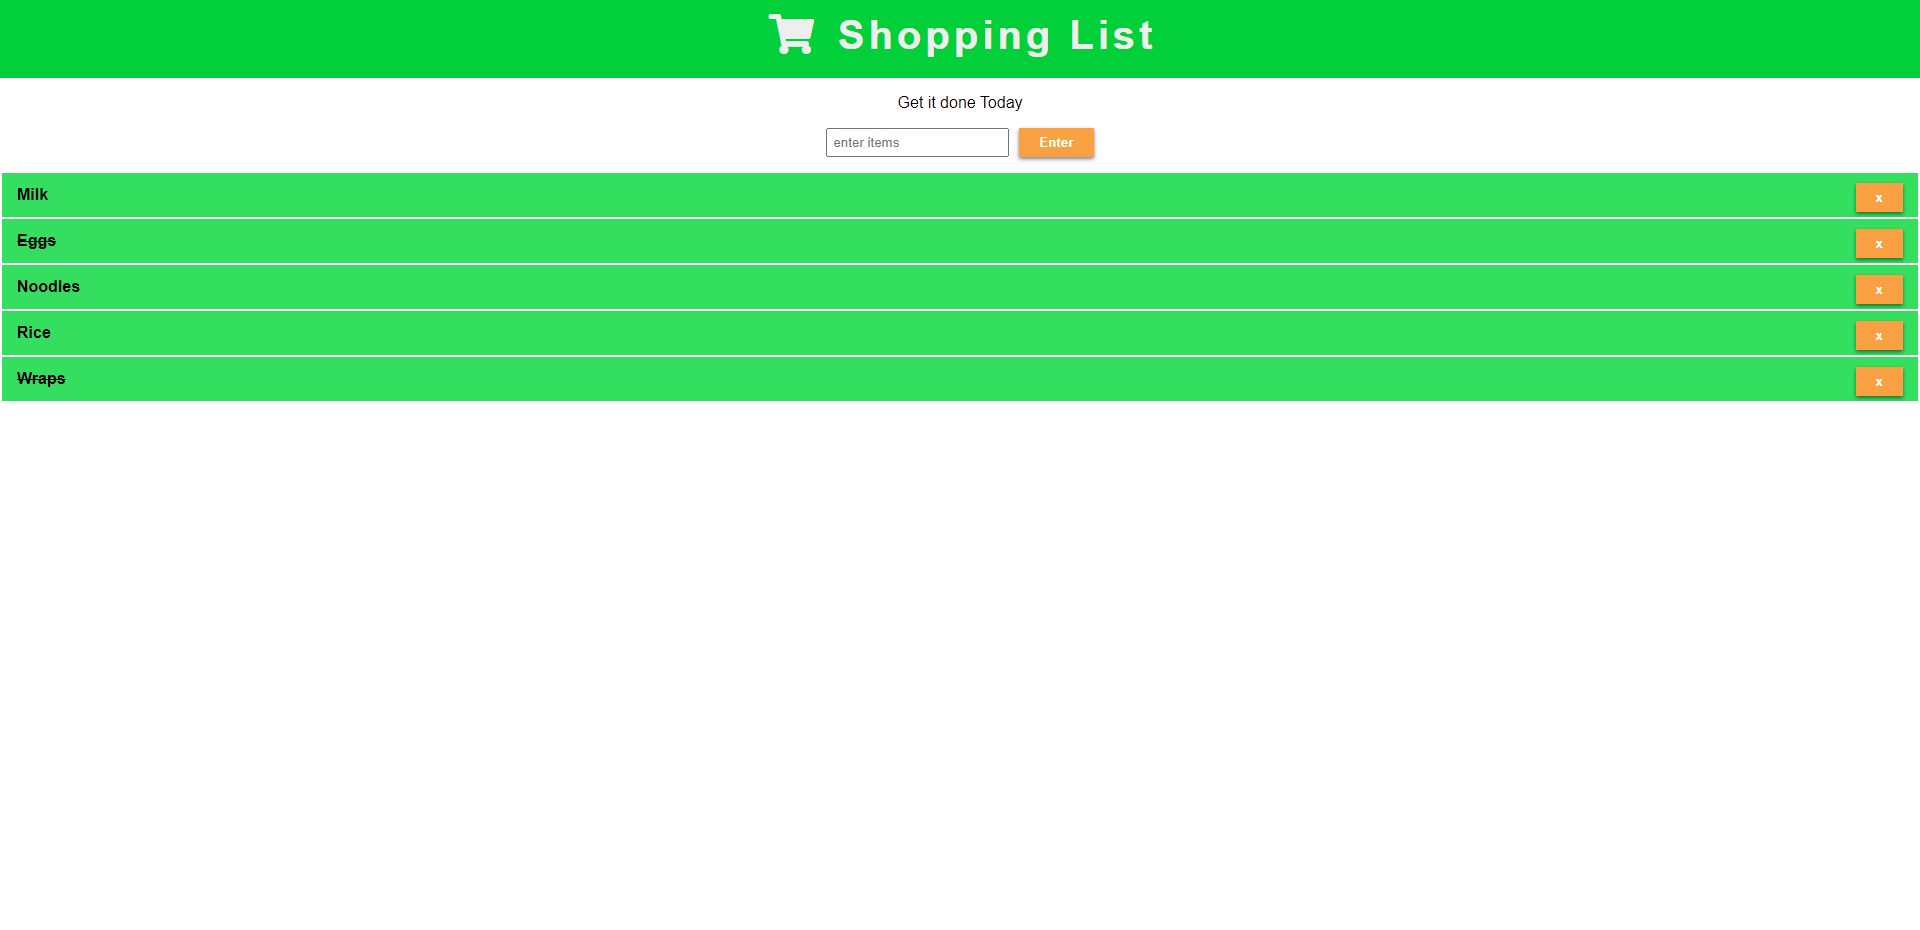 Shopping List
Get it done Today
enter items Enter
Milk x
Eggs x
Noodles x
Rice x
Wraps x